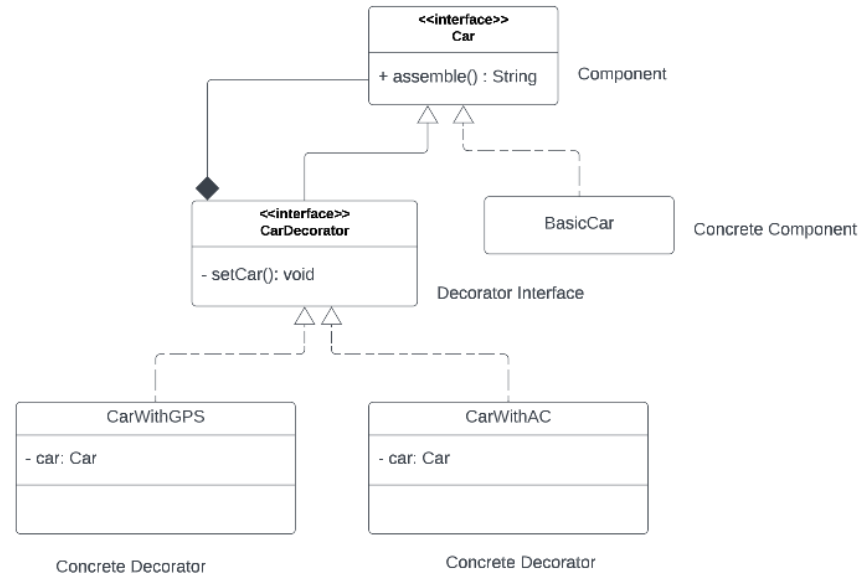 <<interface>>
Car
+ assemble() : String
Component
<<interface>>
CarDecorator
- setCar(): void
Decorator Interface
BasicCar
Concrete Component
CarWithGPS
- car: Car
Concrete Decorator
CarWithAC
- car: Car
Concrete Decorator